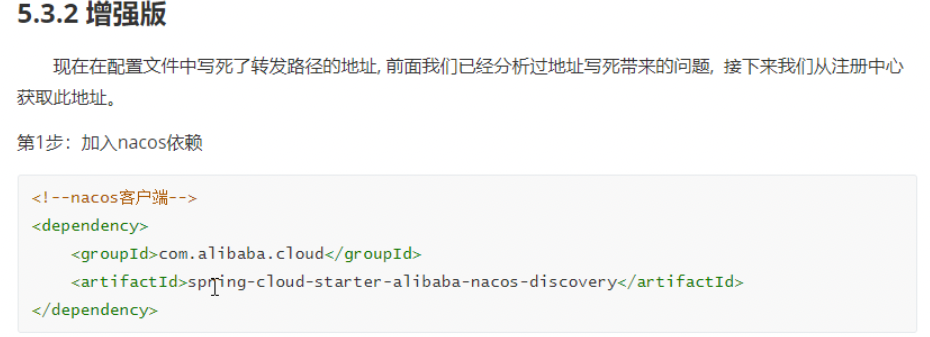 5.3.2 增强版
现在在配置文件中写死了转发路径的地址, 前面我们已经分析过地址写死带来的问题, 接下来我们从注册中心
获取此地址。
第1步：加入nacos依赖
<!--nacos客户端-->
<dependency>
    <groupId>com.alibaba.cloud</groupId>
    <artifactId>spring-cloud-starter-alibaba-nacos-discovery</artifactId>
</dependency>